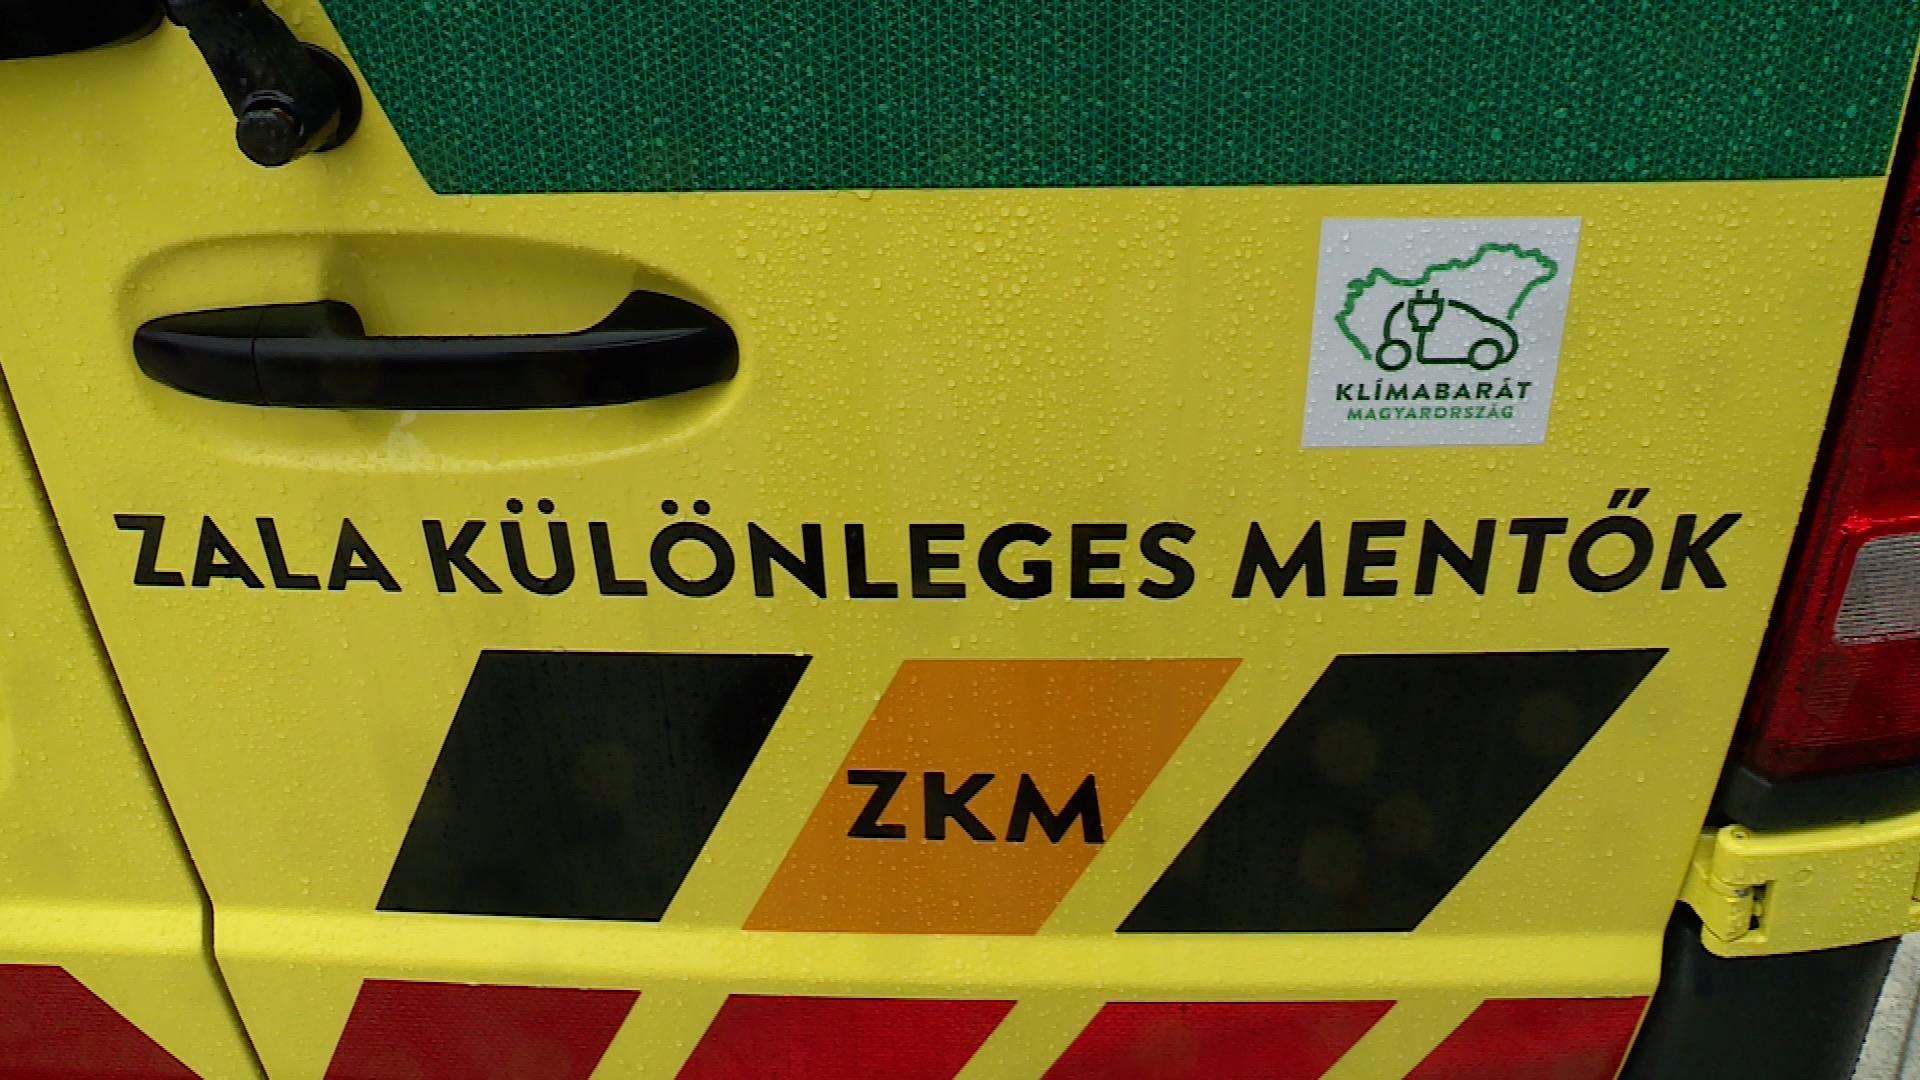 KLÍMABARÁT
MAGYARORSZÁG
ZALA KÜLÖNLEGES MENTŐK
ZKM